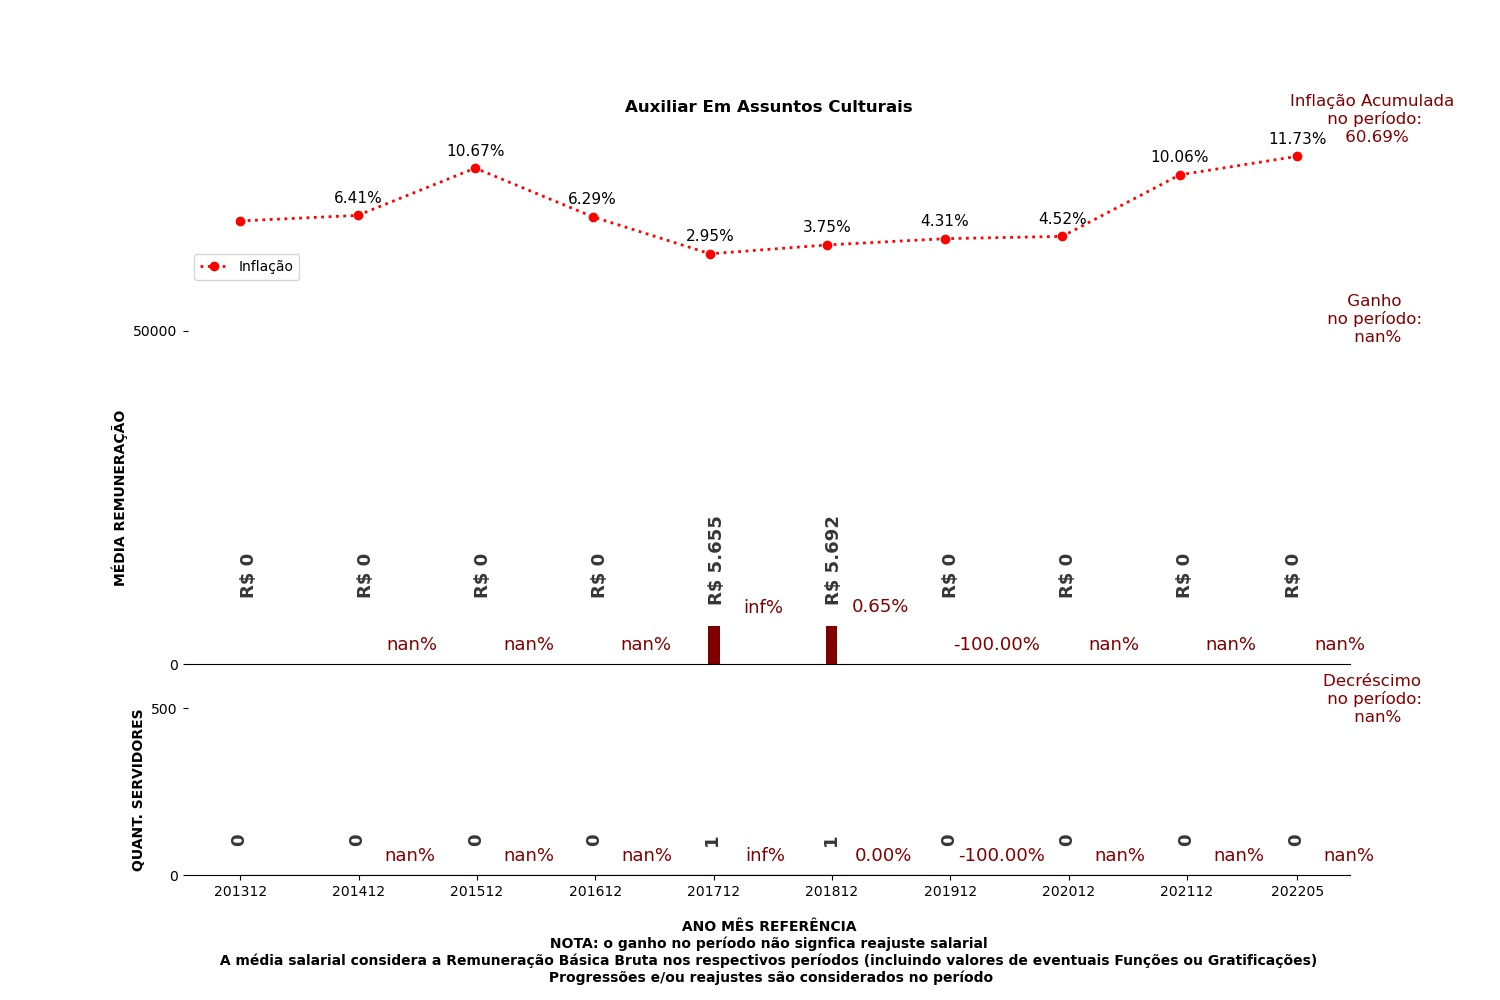 Auxiliar Em Assuntos Culturais
Inflação Acumulada
no período:
60.69%
6.41%
10.67%
6.29%
2.95%
3.75%
4.31%
4.52%
10.06%
11.73%
Inflação
Ganho
no período:
nan%
50000
0
MÉDIA REMUNERAÇÃO
R$ 0
R$ 0
R$ 0
R$ 0
R$ 5.655
R$ 5.692
R$ 0
R$ 0
R$ 0
R$ 0
nan%
nan%
nan%
inf%
0.65%
-100.00%
nan%
nan%
nan%
Decréscimo
no período:
nan%
500
0
QUANT. SERVIDORES
0
0
0
0
1
1
0
0
0
0
nan%
nan%
nan%
inf%
0.00%
-100.00%
nan%
nan%
nan%
201312
201412
201512
201612
201712
201812
201912
202012
202112
202205
ANO MÊS REFERÊNCIA
NOTA: o ganho no período não signfica reajuste salarial
A média salarial considera a Remuneração Básica Bruta nos respectivos períodos (incluindo valores de eventuais Funções ou Gratificações)
Progressões e/ou reajustes são considerados no período